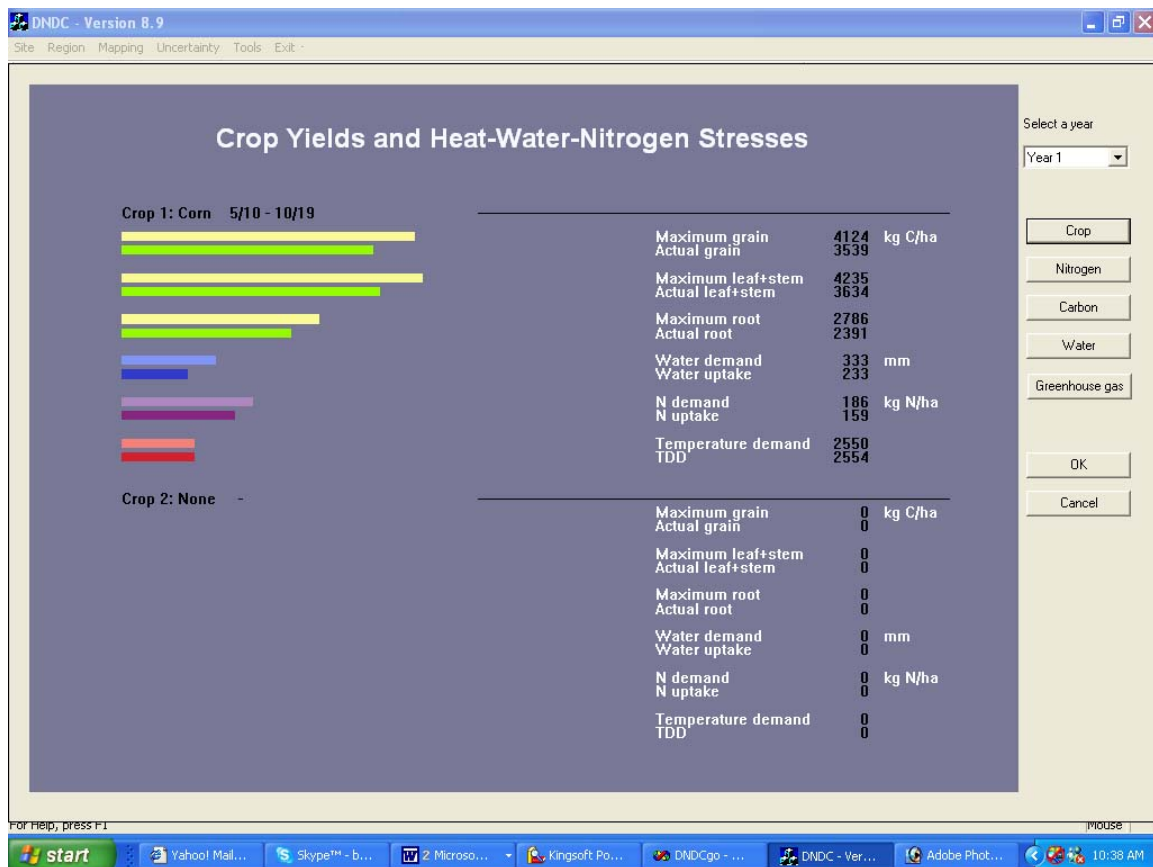 DNDC - Version 8.9
Site Region Mapping Uncertainty Tools Exit
Crop Yields and Heat-Water-Nitrogen Stresses
Select a year
Year 1
Crop 1: Corn 5/10 - 10/19
Maximum grain 4124 kg C/ha
Actual grain 3539
Maximum leaf+stem 4235
Actual leaf+stem 3634
Maximum root 2786
Actual root 2391
Water demand 333 mm
Water uptake 233
N demand 186 kg N/ha
N uptake 159
Temperature demand 2550
TDD 2554
Crop
Nitrogen
Carbon
Water
Greenhouse gas
OK
Cancel
Crop 2: None -
Maximum grain 0 kg C/ha
Actual grain 0
Maximum leaf+stem 0
Actual leaf+stem 0
Maximum root 0
Actual root 0
Water demand 0 mm
Water uptake 0
N demand 0 kg N/ha
N uptake 0
Temperature demand 0
TDD 0
For Help, press F1 Mouse
start Yahoo! Mail... Skype™ - b... 2 Microso... Kingsoft Po... DNDCgo - ... DNDC - Ver... Adobe Phot... 10:38 AM